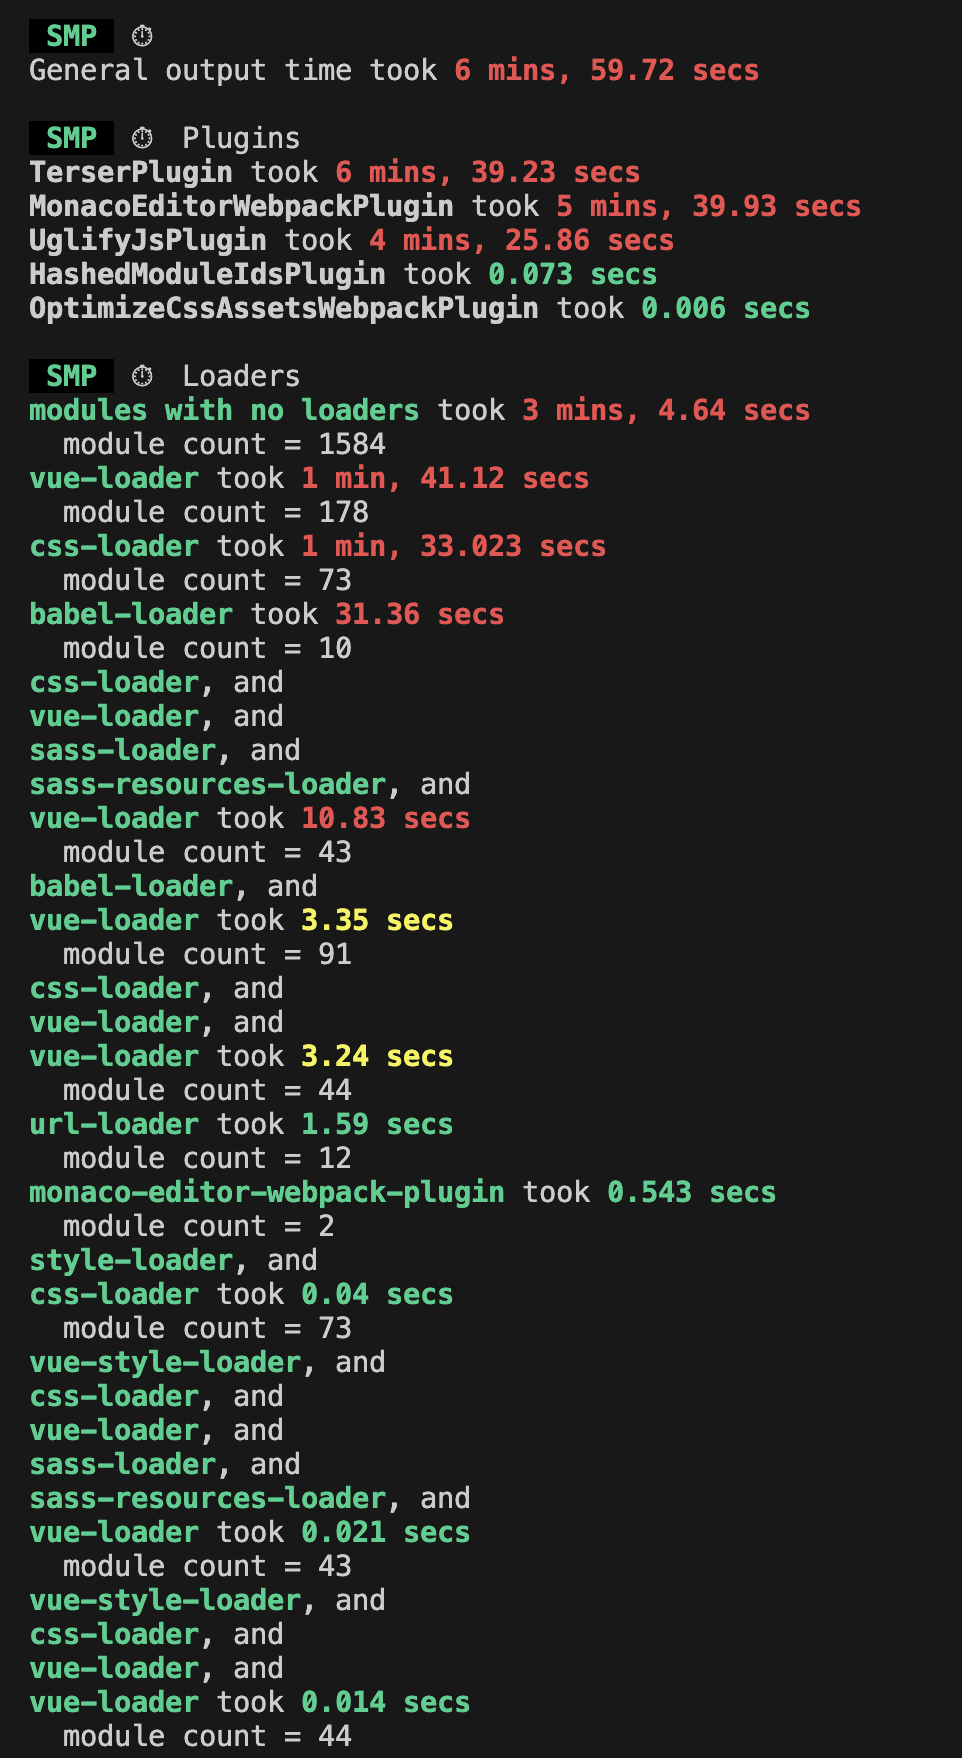 SMP ⏱
General output time took 6 mins, 59.72 secs
SMP ⏱ Plugins
TerserPlugin took 6 mins, 39.23 secs
MonacoEditorWebpackPlugin took 5 mins, 39.93 secs
UglifyJsPlugin took 4 mins, 25.86 secs
HashedModuleIdsPlugin took 0.073 secs
OptimizeCssAssetsWebpackPlugin took 0.006 secs
SMP ⏱ Loaders
modules with no loaders took 3 mins, 4.64 secs
module count = 1584
vue-loader took 1 min, 41.12 secs
module count = 178
css-loader took 1 min, 33.023 secs
module count = 73
babel-loader took 31.36 secs
module count = 10
css-loader, and
vue-loader, and
sass-loader, and
sass-resources-loader, and
vue-loader took 10.83 secs
module count = 43
babel-loader, and
vue-loader took 3.35 secs
module count = 91
css-loader, and
vue-loader, and
vue-loader took 3.24 secs
module count = 44
url-loader took 1.59 secs
module count = 12
monaco-editor-webpack-plugin took 0.543 secs
module count = 2
style-loader, and
css-loader took 0.04 secs
module count = 73
vue-style-loader, and
css-loader, and
vue-loader, and
sass-loader, and
sass-resources-loader, and
vue-loader took 0.021 secs
module count = 43
vue-style-loader, and
css-loader, and
vue-loader, and
vue-loader took 0.014 secs
module count = 44